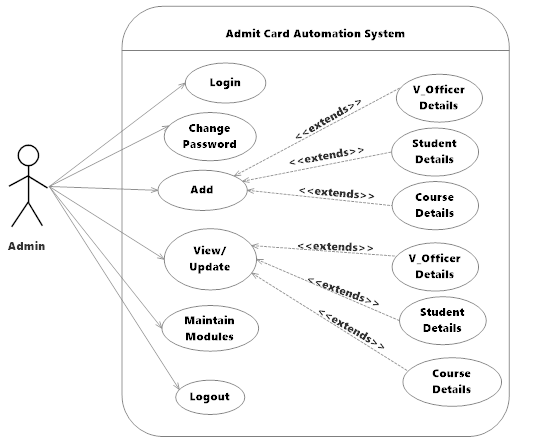 Admit Card Automation System
Login
Change
Password
Add
View/
Update
Maintain
Modules
Logout
Admin
<<extends>>
<<extends>>
<<extends>>
<<extends>>
<<extends>>
<<extends>>
V_Officer
Details
Student
Details
Course
Details
V_Officer
Details
Student
Details
Course
Details